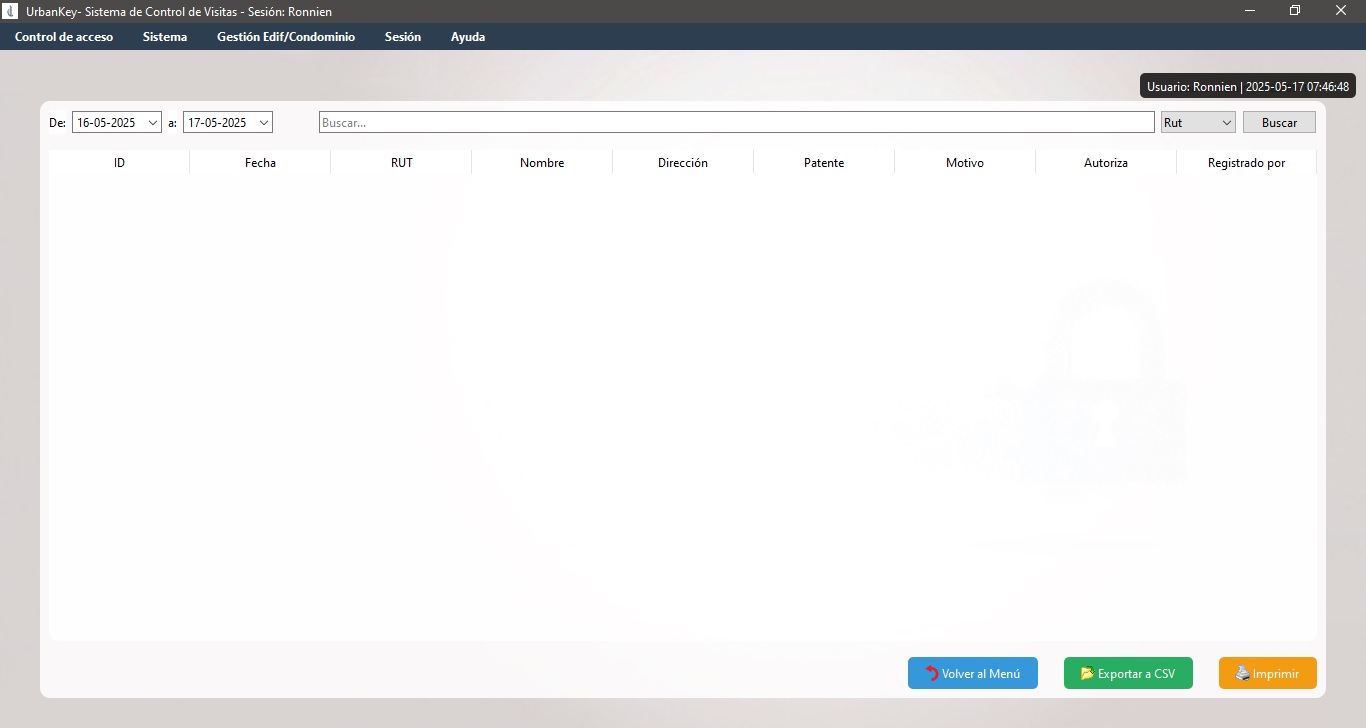 UrbanKey- Sistema de Control de Visitas - Sesión: Ronnien
Control de acceso Sistema Gestión Edif/Condominio Sesión Ayuda
Usuario: Ronnien | 2025-05-17 07:46:48
De: 16-05-2025 a: 17-05-2025 Buscar... Rut Buscar
ID Fecha RUT Nombre Dirección Patente Motivo Autoriza Registrado por
Volver al Menú Exportar a CSV Imprimir